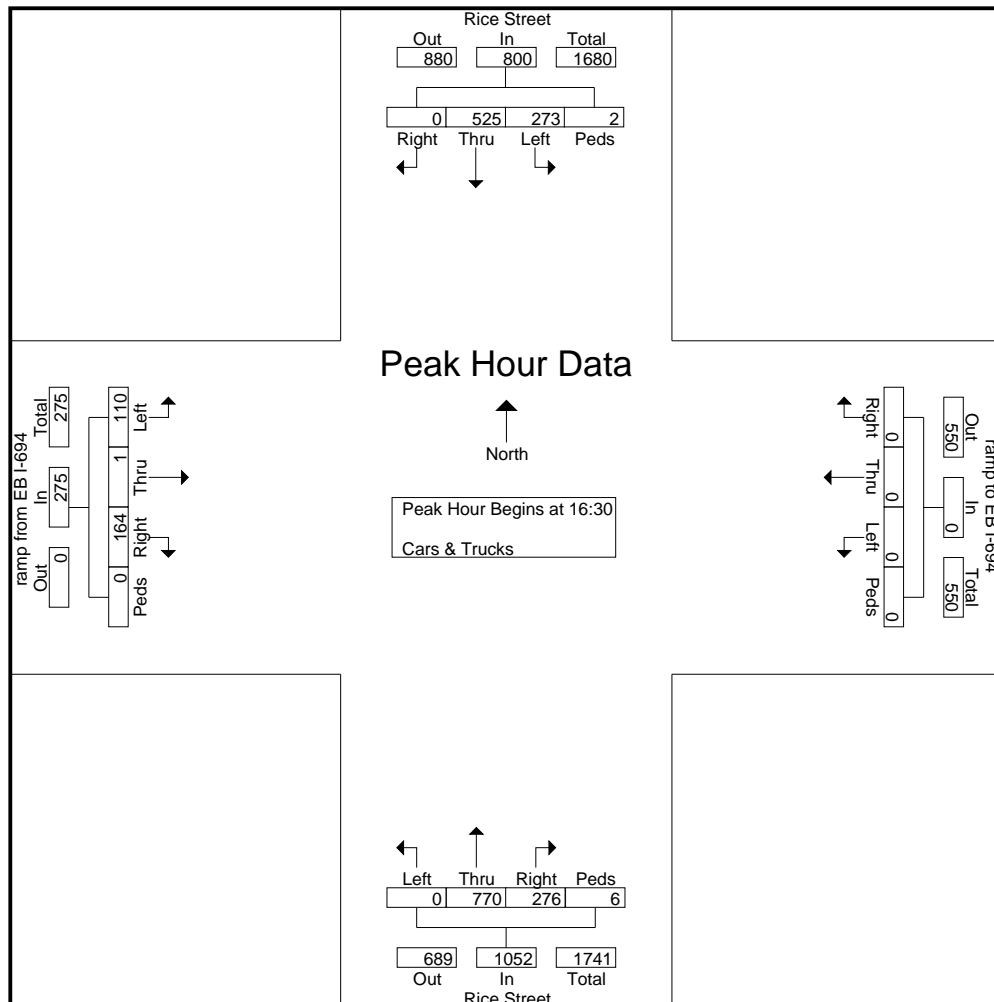 Rice Street
Out In Total
880 800 1680
0 525 273 2
Right Thru Left Peds
Peak Hour Data
North
Peak Hour Begins at 16:30
Cars & Trucks
ramp from EB I-694
Out In Total
0 275 275
110 1 164 0
Left Thru Right Peds
ramp to EB I-694
Out In Total
550 0 550
0 0 0 0
Right Thru Left Peds
Left Thru Right Peds
0 770 276 6
689 1052 1741
Out In Total
Rice Street